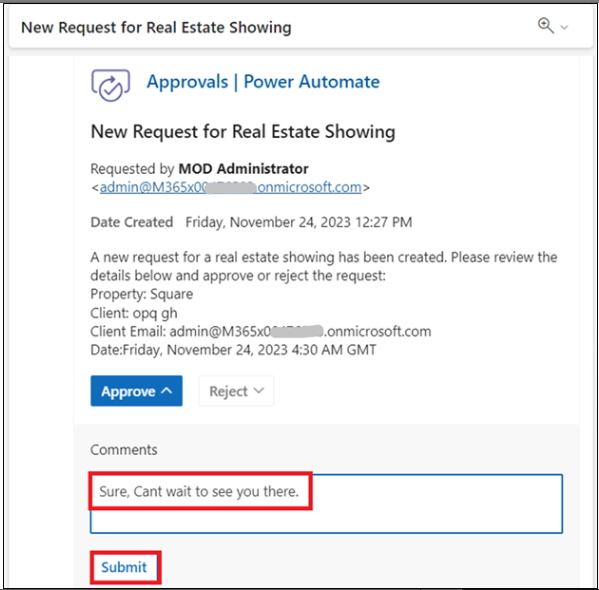 New Request for Real Estate Showing
Approvals | Power Automate
New Request for Real Estate Showing
Requested by MOD Administrator
<admin@M365x00 .onmicrosoft.com>
Date Created Friday, November 24, 2023 12:27 PM
A new request for a real estate showing has been created. Please review the
details below and approve or reject the request:
Property: Square
Client: opq gh
Client Email: admin@M365x00 .onmicrosoft.com
Date:Friday, November 24, 2023 4:30 AM GMT
Approve Reject
Comments
Sure, Cant wait to see you there.
Submit